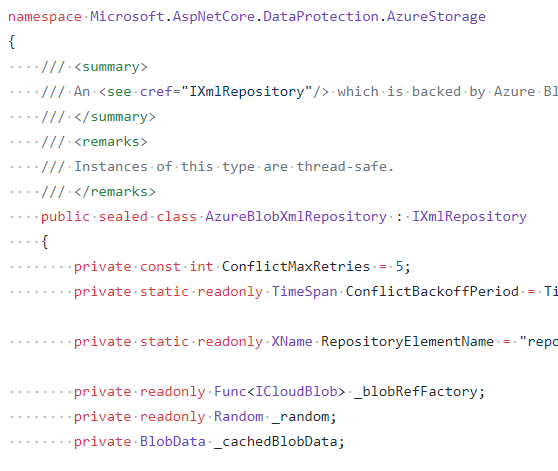 namespace Microsoft.AspNetCore.DataProtection.AzureStorage
{
    /// <summary>
    /// An <see cref="IXmlRepository"/> which is backed by Azure Bl
    /// </summary>
    /// <remarks>
    /// Instances of this type are thread-safe.
    /// </remarks>
    public sealed class AzureBlobXmlRepository : IXmlRepository
    {
        private const int ConflictMaxRetries = 5;
        private static readonly TimeSpan ConflictBackoffPeriod = Ti
        private static readonly XName RepositoryElementName = "repo
        private readonly Func<ICloudBlob> _blobRefFactory;
        private readonly Random _random;
        private BlobData _cachedBlobData;